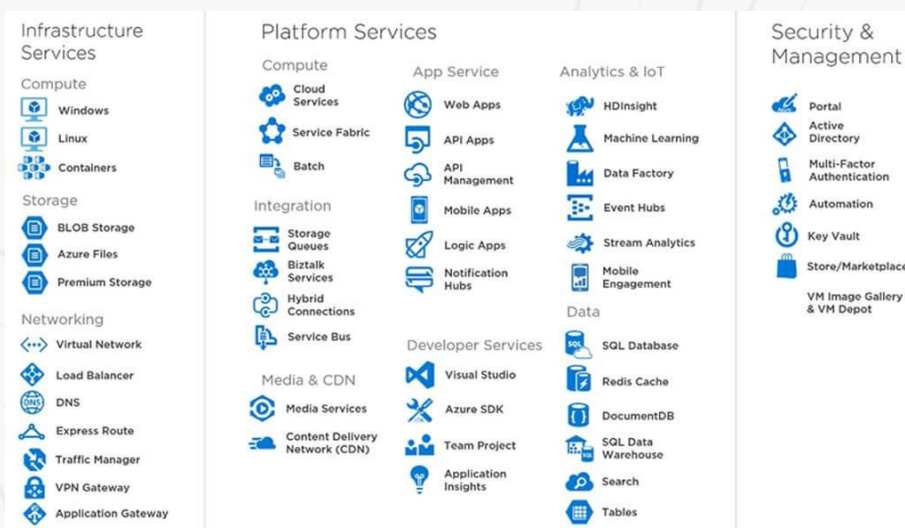 Infrastructure
Services
Compute
Windows
Linux
Containers
Storage
BLOB Storage
Azure Files
Premium Storage
Networking
Virtual Network
Load Balancer
DNS
DNS
Express Route
Traffic Manager
VPN Gateway
Application Gateway
Platform Services
Compute
Cloud
Services
Service Fabric
Batch
Integration
Storage
Queues
Biztalk
Services
Hybrid
Connections
Service Bus
Media & CDN
Media Services
Content Delivery
Network (CDN)
App Service
Web Apps
API Apps
API
Management
Mobile Apps
Logic Apps
Notification
Hubs
Developer Services
Visual Studio
Azure SDK
Team Project
Application
Insights
Analytics & IoT
HDInsight
Machine Learning
Data Factory
Event Hubs
Stream Analytics
Mobile
Engagement
Data
SQL
SQL Database
Redis Cache
DocumentDB
SQL
SQL Data
Warehouse
Search
Tables
Security &
Management
Portal
Active
Directory
Multi-Factor
Authentication
Automation
Key Vault
Store/Marketplace
VM Image Gallery
& VM Depot